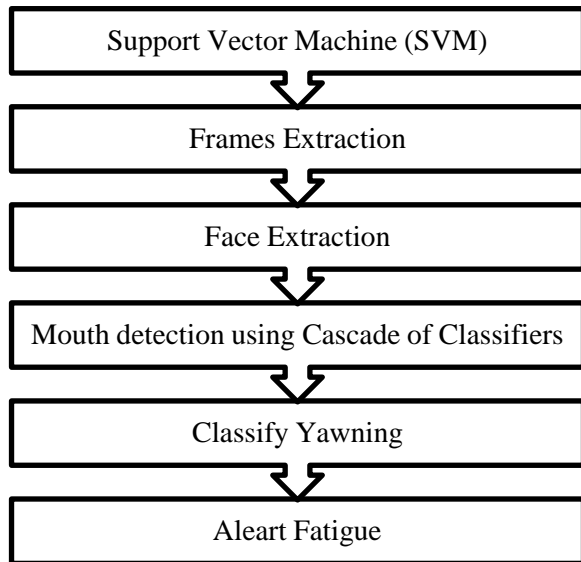 Support Vector Machine (SVM)
Frames Extraction
Face Extraction
Mouth detection using Cascade of Classifiers
Classify Yawning
Aleart Fatigue